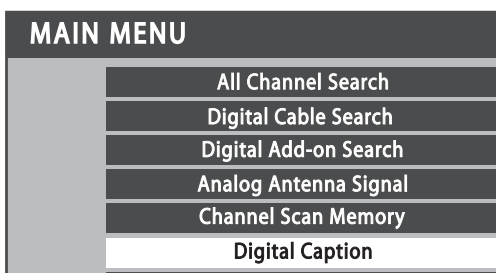 MAIN MENU
All Channel Search
Digital Cable Search
Digital Add-on Search
Analog Antenna Signal
Channel Scan Memory
Digital Caption